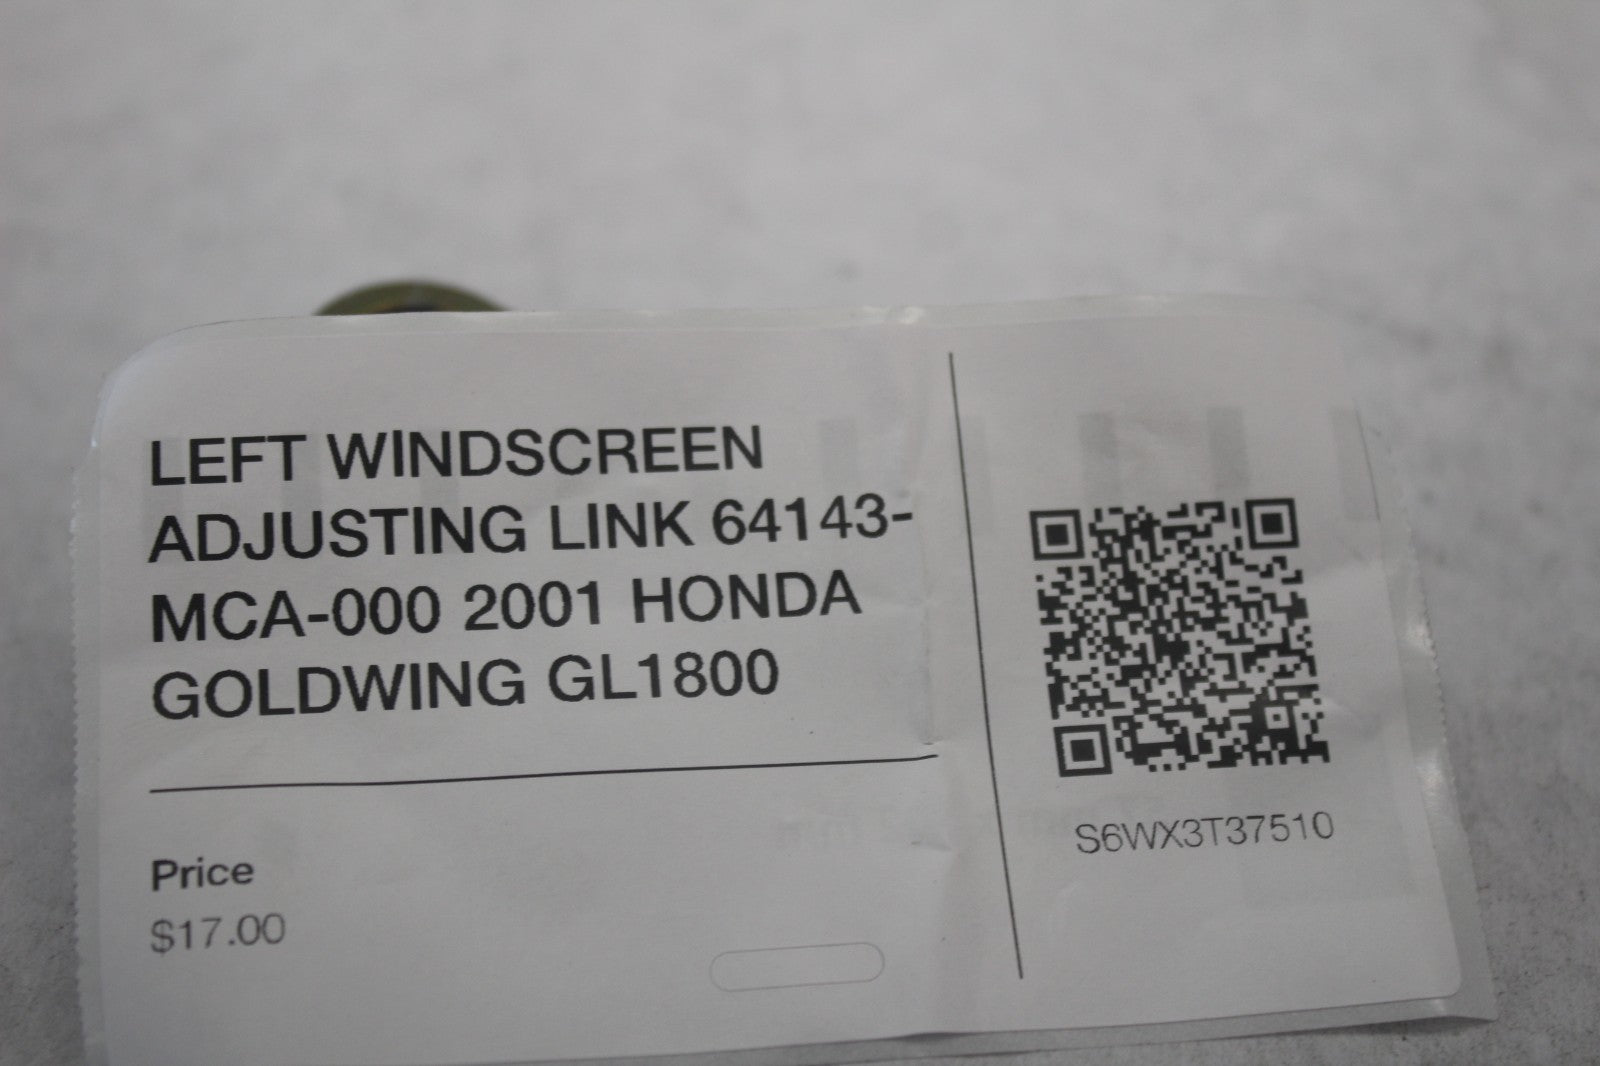 LEFT WINDSCREEN
ADJUSTING LINK 64143-
MCA-000 2001 HONDA
GOLDWING GL1800
Price
$17.00
S6WX3T37510